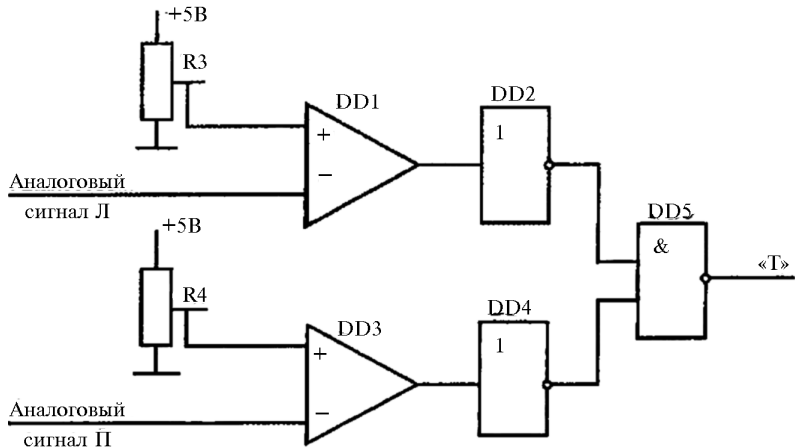 +5В
R3
DD1
DD2
+
1
−
Аналоговый
сигнал Л
DD5
+5В
&
«Т»
R4
DD3
DD4
+
1
−
Аналоговый
сигнал П